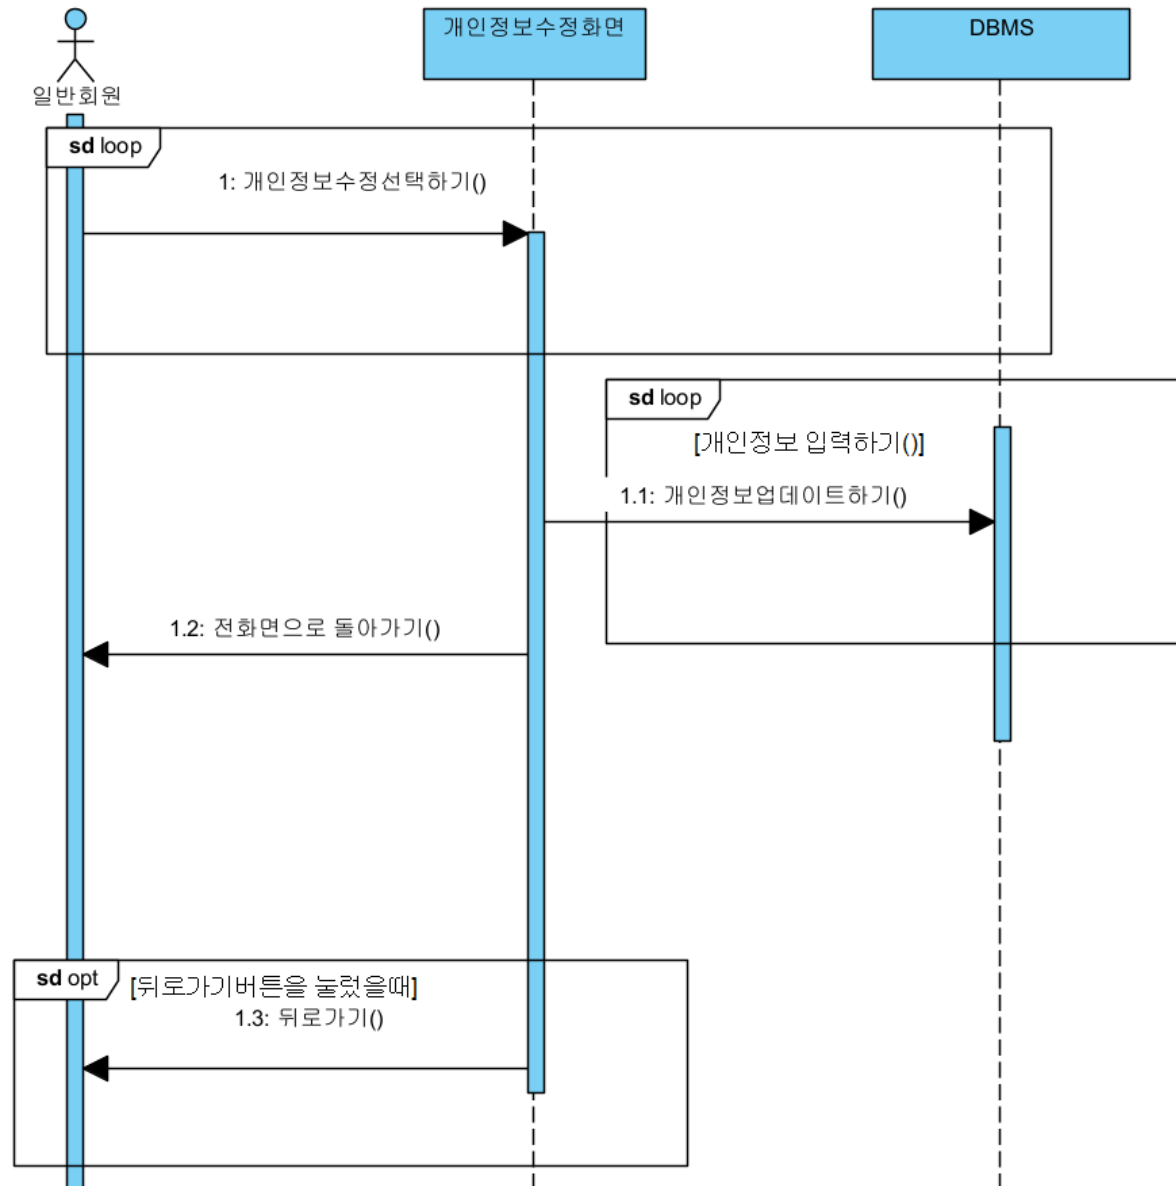 개인정보수정화면
DBMS
일반회원
sd loop
1: 개인정보수정선택하기()
sd loop
[개인정보 입력하기()]
1.1: 개인정보업데이트하기()
1.2: 전화면으로 돌아가기()
sd opt
[뒤로가기버튼을 눌렀을때]
1.3: 뒤로가기()